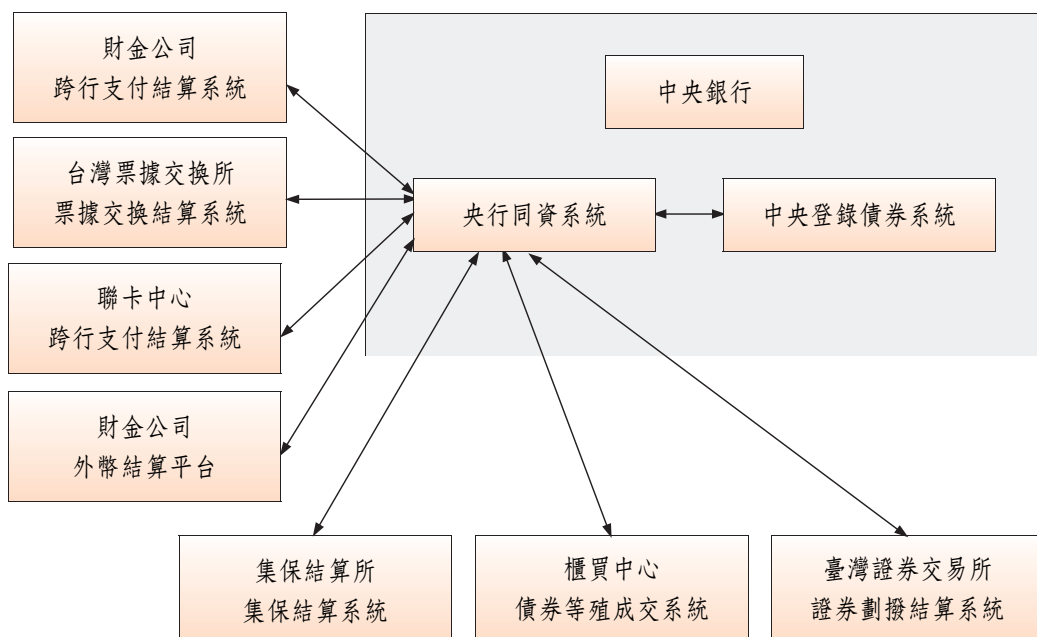 財金公司
跨行支付結算系統
台灣票據交換所
票據交換結算系統
聯卡中心
跨行支付結算系統
財金公司
外幣結算平台
中央銀行
央行同資系統
中央登錄債券系統
集保結算所
集保結算系統
櫃買中心
債券等殖成交系統
臺灣證券交易所
證券劃撥結算系統